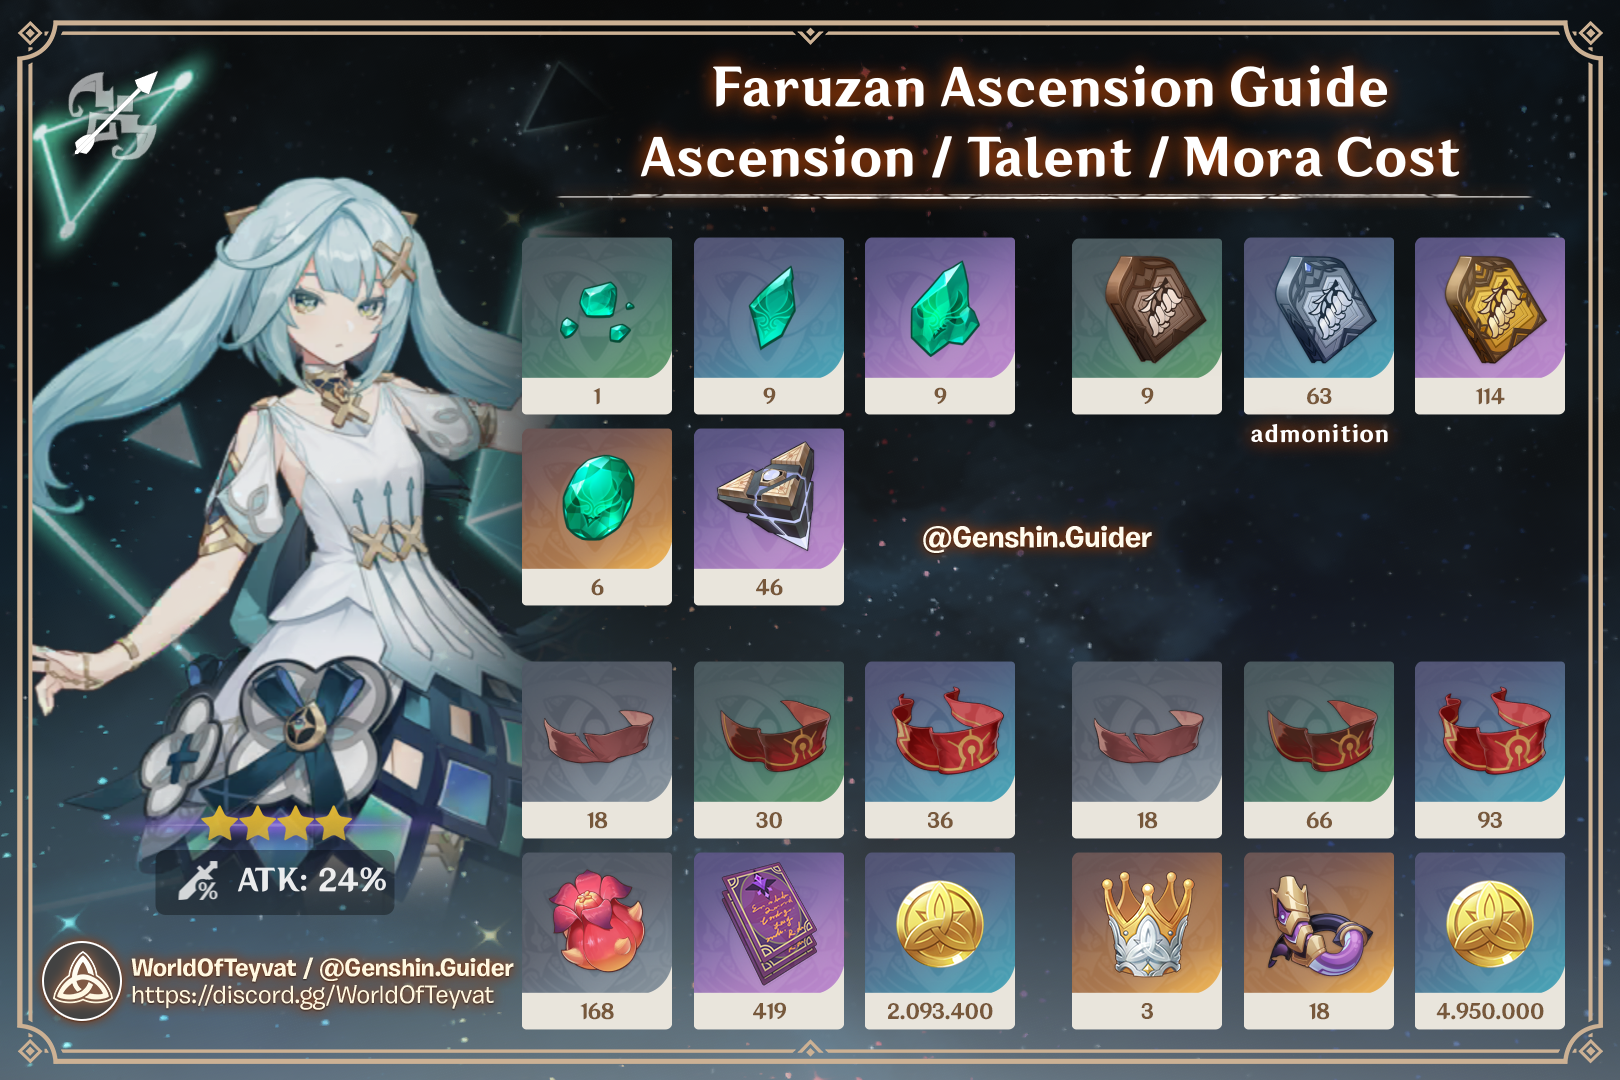 Faruzan Ascension Guide
Ascension / Talent / Mora Cost
1
9
9
9
63
114
admonition
6
46
@Genshin.Guider
18
30
36
18
66
93
168
419
2.093.400
3
18
4.950.000
% ATK: 24%
WorldOfTeyvat / @Genshin.Guider
https://discord.gg/WorldOfTeyvat